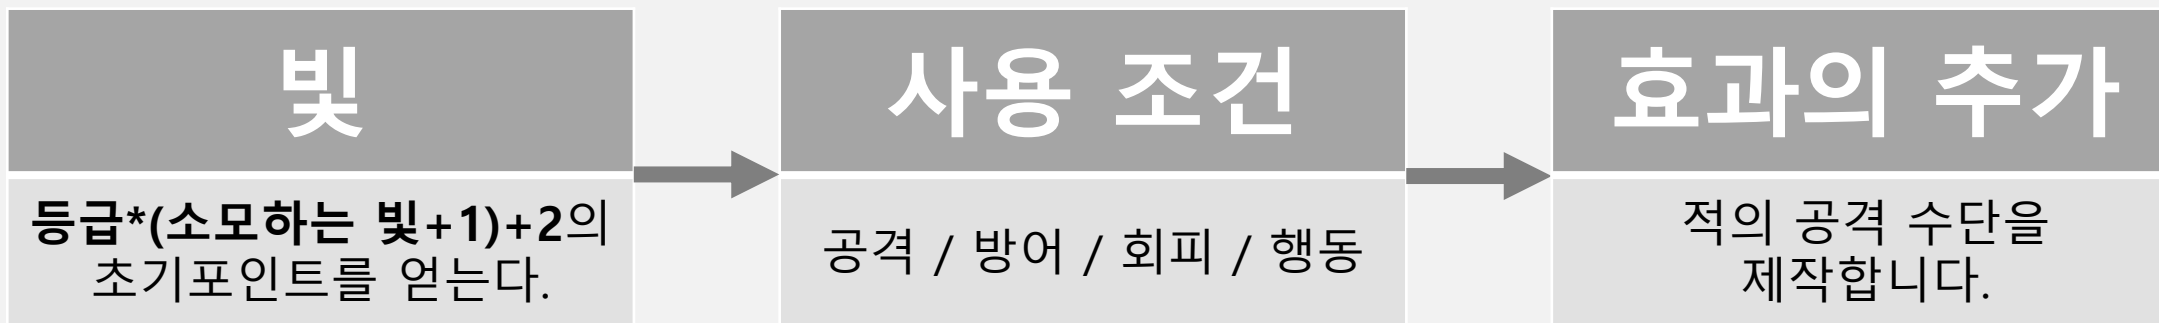 빛
등급*(소모하는 빛+1)+2의
초기포인트를 얻는다.
사용 조건
공격 / 방어 / 회피 / 행동
효과의 추가
적의 공격 수단을
제작합니다.